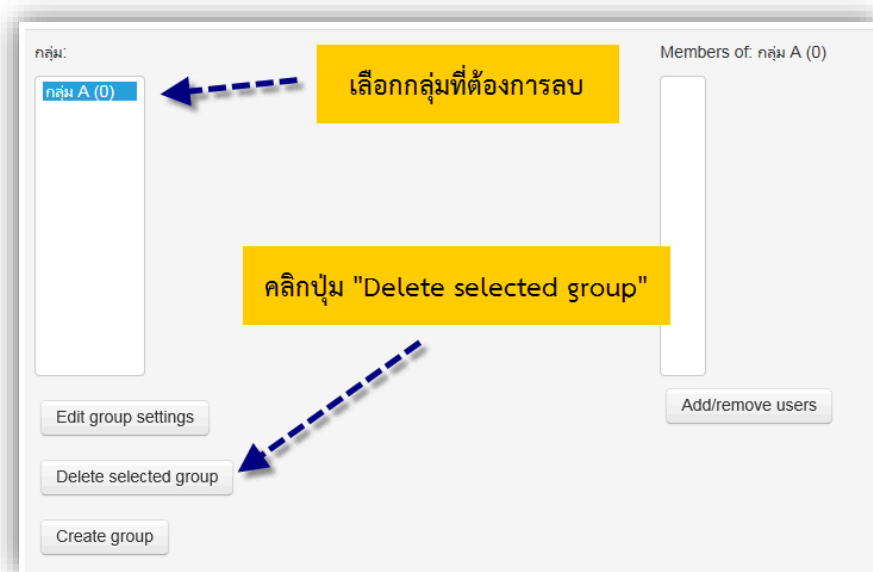 กลุ่ม:
Members of: กลุ่ม A (0)
กลุ่ม A (0)
เลือกกลุ่มที่ต้องการลบ
คลิกปุ่ม "Delete selected group"
Edit group settings
Add/remove users
Delete selected group
Create group